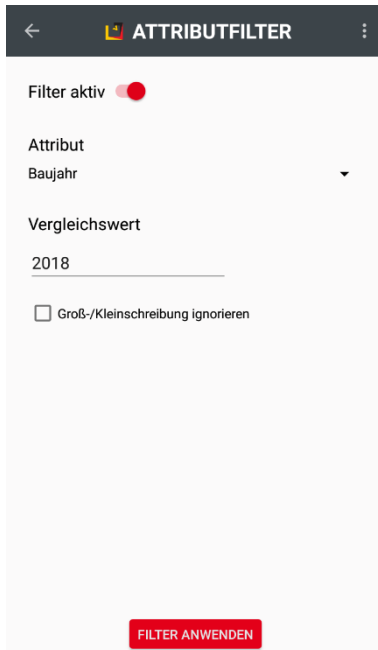 ATTRIBUTFILTER
Filter aktiv
Attribut
Baujahr
Vergleichswert
2018
Groß-/Kleinschreibung ignorieren
FILTER ANWENDEN